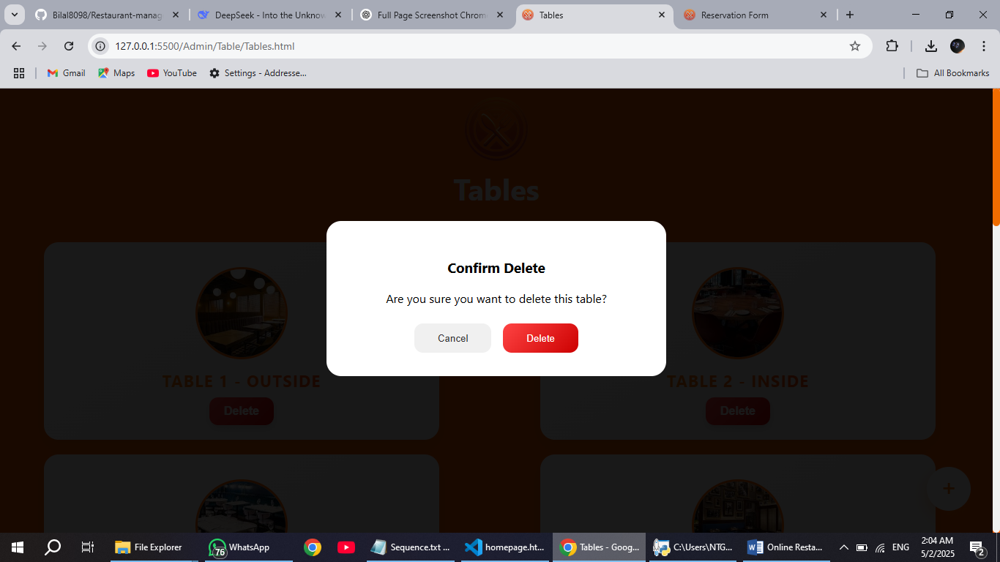 Bilal8098/Restaurant-manag
DeepSeek - Into the Unknow
Full Page Screenshot Chrom
Tables
Reservation Form
127.0.0.1:5500/Admin/Table/Tables.html
Gmail
Maps
YouTube
Settings - Addresse...
All Bookmarks
Tables
Confirm Delete
Are you sure you want to delete this table?
Cancel
Delete
TABLE 1 - OUTSIDE
TABLE 2 - INSIDE
Delete
Delete
+
File Explorer
76
WhatsApp
Sequence.txt ...
homepage.ht...
Tables - Goog...
C:\Users\NTG...
Online Resta...
ENG
2:04 AM
5/2/2025
2